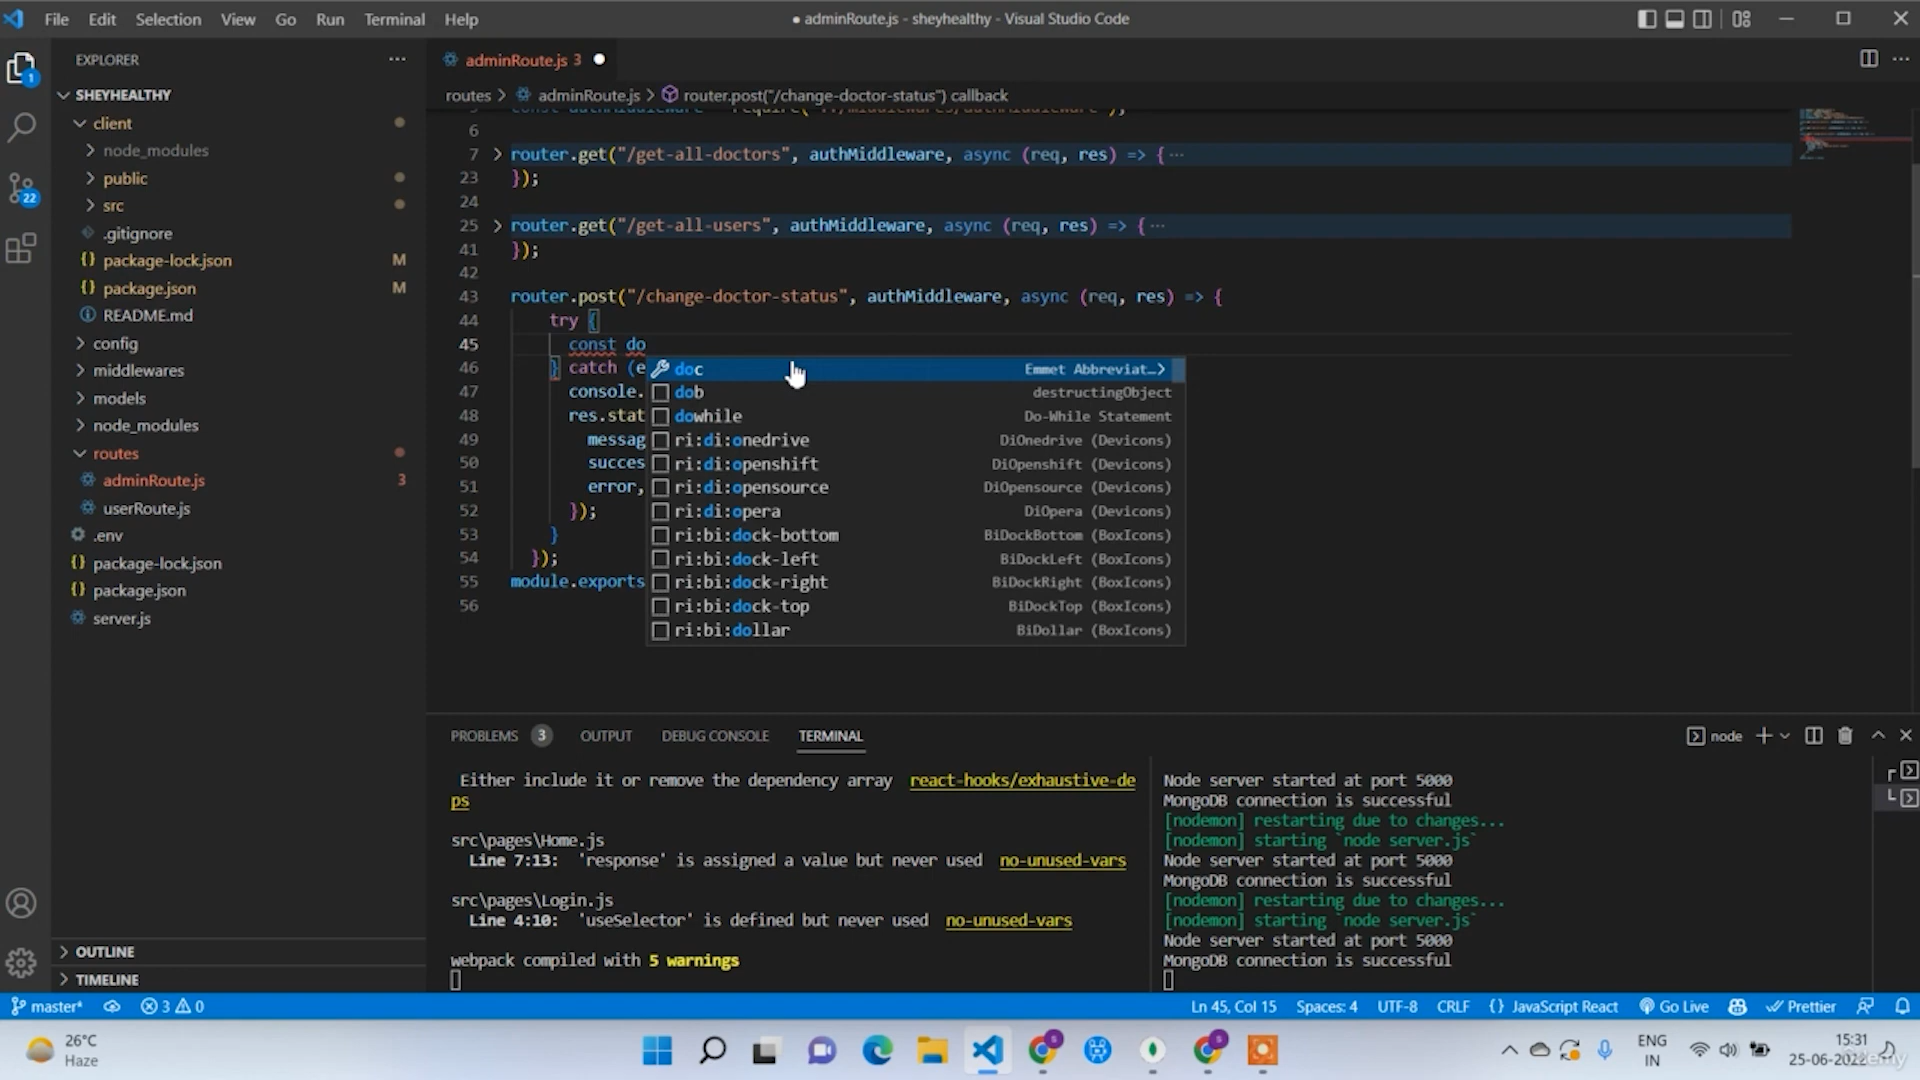 File Edit Selection View Go Run Terminal Help
● adminRoute.js - sheyhealthy - Visual Studio Code
EXPLORER
adminRoute.js 3
SHEYHEALTHY
routes > adminRoute.js > router.post("/change-doctor-status") callback
client
node_modules
public
src
.gitignore
package-lock.json M
package.json M
README.md
config
middlewares
models
node_modules
routes
adminRoute.js 3
userRoute.js
.env
package-lock.json
package.json
server.js
OUTLINE
TIMELINE
1
22
6
7 router.get("/get-all-doctors", authMiddleware, async (req, res) => { ···
23 });
24
25 router.get("/get-all-users", authMiddleware, async (req, res) => { ···
41 });
42
43 router.post("/change-doctor-status", authMiddleware, async (req, res) => {
44 try {
45 const do
46 } catch (e
47 console.
48 res.stat
49 messag
50 succes
51 error,
52 });
53 }
54 });
55 module.exports
56
doc Emmet Abbreviat…
dob destructingObject
dowhile Do-While Statement
ri:di:onedrive DiOnedrive (Devicons)
ri:di:openshift DiOpenshift (Devicons)
ri:di:opensource DiOpensource (Devicons)
ri:di:opera DiOpera (Devicons)
ri:bi:dock-bottom BiDockBottom (BoxIcons)
ri:bi:dock-left BiDockLeft (BoxIcons)
ri:bi:dock-right BiDockRight (BoxIcons)
ri:bi:dock-top BiDockTop (BoxIcons)
ri:bi:dollar BiDollar (BoxIcons)
PROBLEMS 3 OUTPUT DEBUG CONSOLE TERMINAL
node
Either include it or remove the dependency array react-hooks/exhaustive-de
ps
src\pages\Home.js
Line 7:13: 'response' is assigned a value but never used no-unused-vars
src\pages\Login.js
Line 4:10: 'useSelector' is defined but never used no-unused-vars
webpack compiled with 5 warnings
Node server started at port 5000
MongoDB connection is successful
[nodemon] restarting due to changes...
[nodemon] starting `node server.js`
Node server started at port 5000
MongoDB connection is successful
[nodemon] restarting due to changes...
[nodemon] starting `node server.js`
Node server started at port 5000
MongoDB connection is successful
master* 3 0
Ln 45, Col 15 Spaces: 4 UTF-8 CRLF {} JavaScript React Go Live Prettier
26°C
Haze
ENG
IN
15:31
25-06-2022